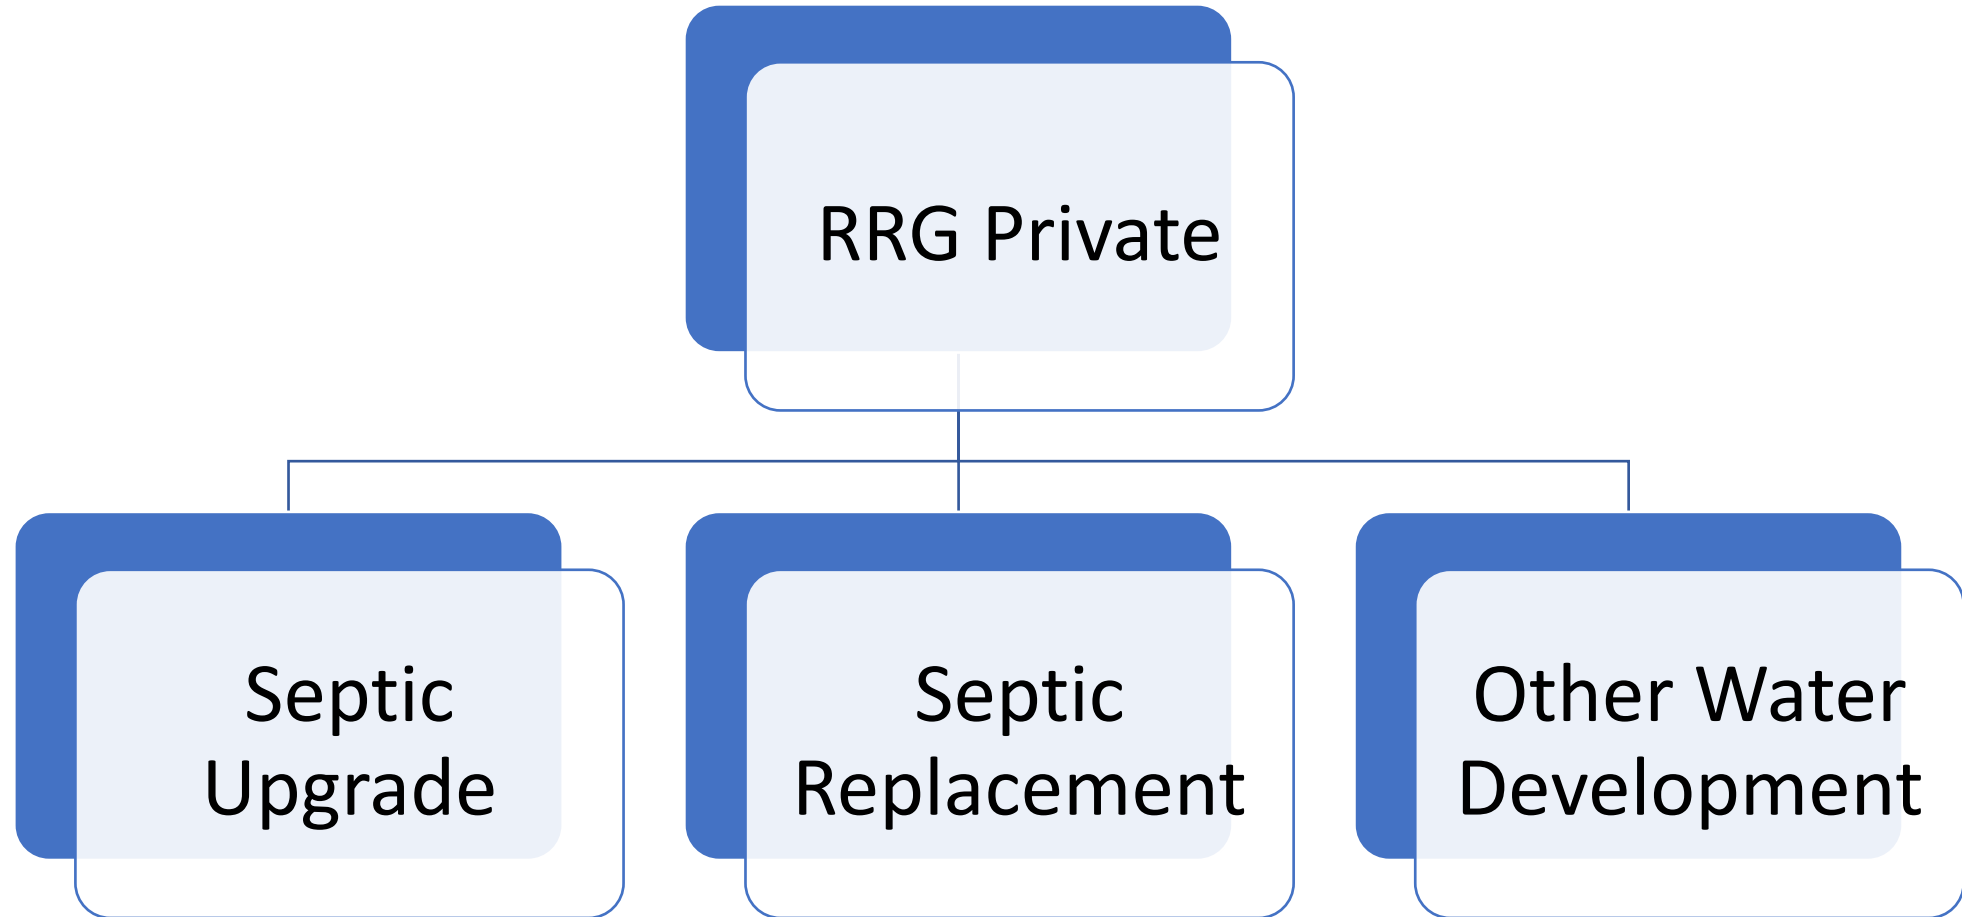 RRG Private
Septic
Upgrade
Septic
Replacement
Other Water
Development